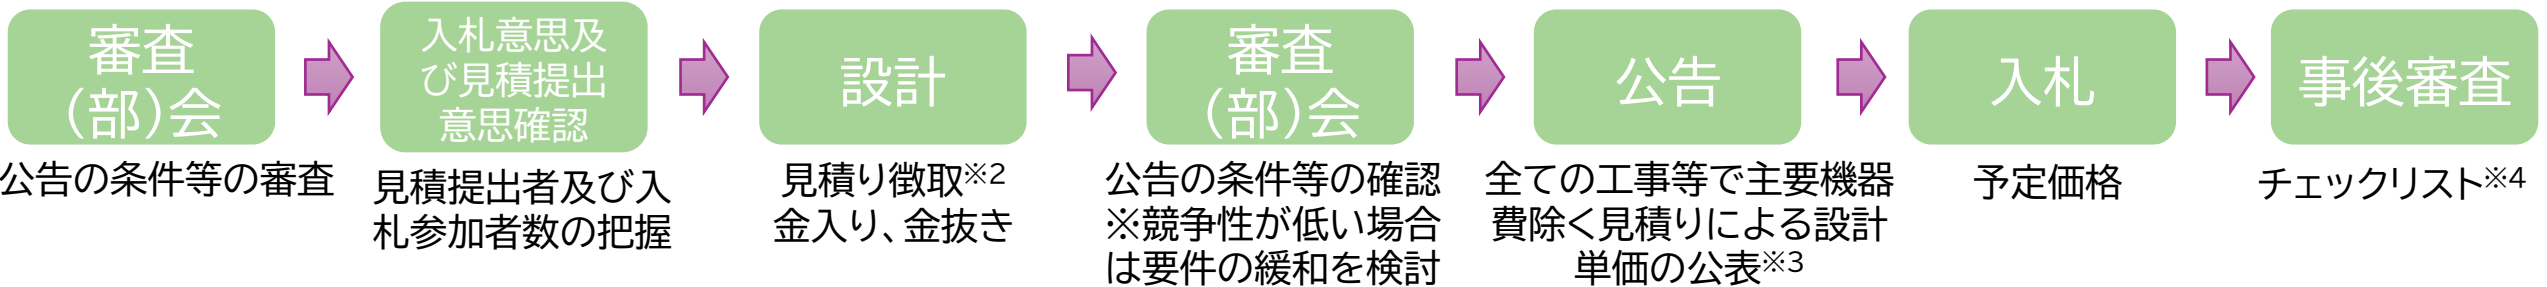 審査
（部）会
公告の条件等の審査
入札意思及
び見積提出
意思確認
見積提出者及び入
札参加者数の把握
設計
見積り徴取※2
金入り、金抜き
審査
（部）会
公告の条件等の確認
※競争性が低い場合
は要件の緩和を検討
公告
全ての工事等で主要機器
費除く見積りによる設計
単価の公表※3
入札
予定価格
事後審査
チェックリスト※4